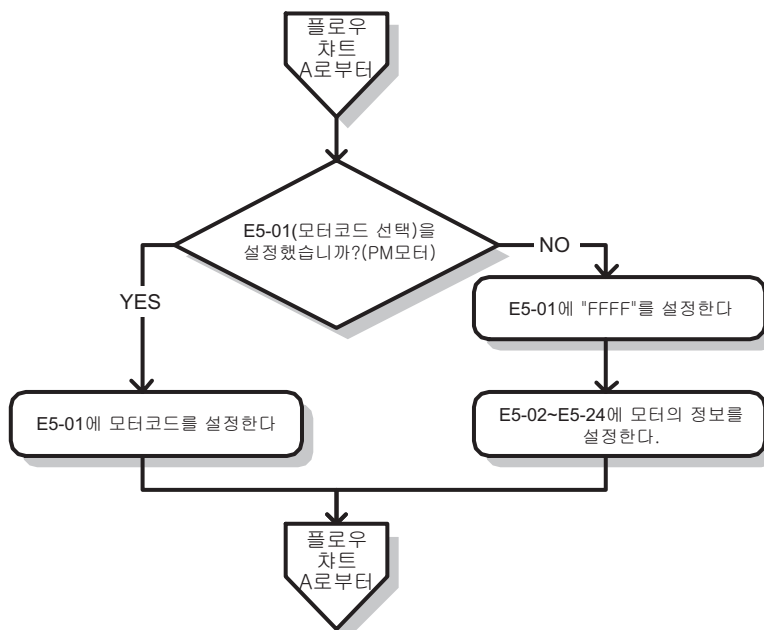 플로우
챠트
A로부터
E5-01(모터코드 선택)을
설정했습니까?(PM모터)
NO
YES
E5-01에 "FFFF"를 설정한다
E5-01에 모터코드를 설정한다
E5-02~E5-24에 모터의 정보를
설정한다.
플로우
챠트
A로부터